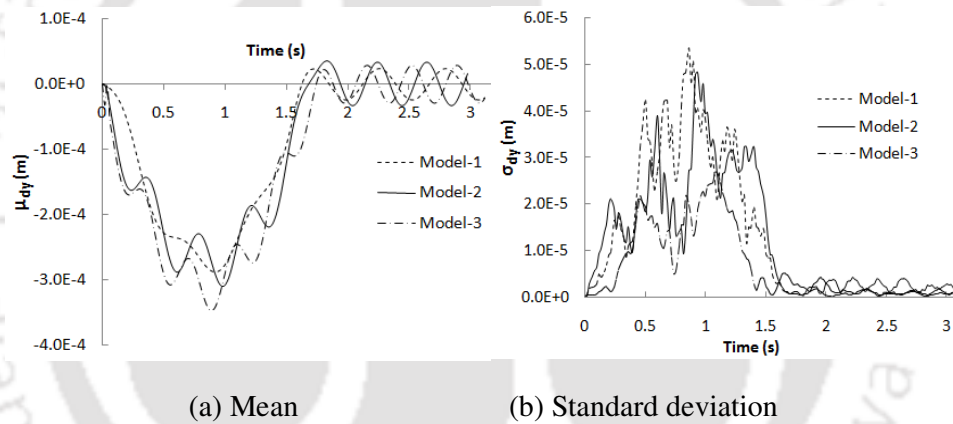 1.0E-4
0.0E+0
-1.0E-4
-2.0E-4
-3.0E-4
-4.0E-4
μdy (m)
Time (s)
0 0.5 1 1.5 2 2.5 3
Model-1
Model-2
Model-3
6.0E-5
5.0E-5
4.0E-5
3.0E-5
2.0E-5
1.0E-5
0.0E+0
σdy (m)
Model-1
Model-2
Model-3
0 0.5 1 1.5 2 2.5 3
Time (s)
(a) Mean
(b) Standard deviation